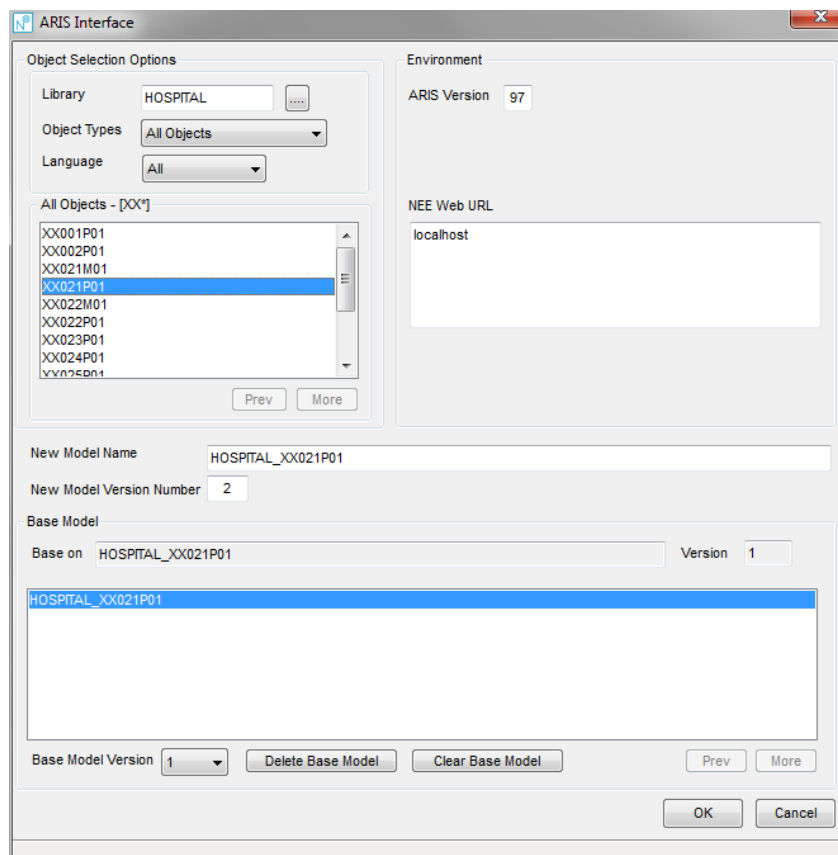 ARIS Interface
Object Selection Options
Library HOSPITAL ....
Object Types All Objects
Language All
All Objects - [XX*]
XX001P01
XX002P01
XX021M01
XX021P01
XX022M01
XX022P01
XX023P01
XX024P01
XX025P01
Prev More
Environment
ARIS Version 97
NEE Web URL
localhost
New Model Name HOSPITAL_XX021P01
New Model Version Number 2
Base Model
Base on HOSPITAL_XX021P01 Version 1
HOSPITAL_XX021P01
Base Model Version 1 Delete Base Model Clear Base Model Prev More
OK Cancel